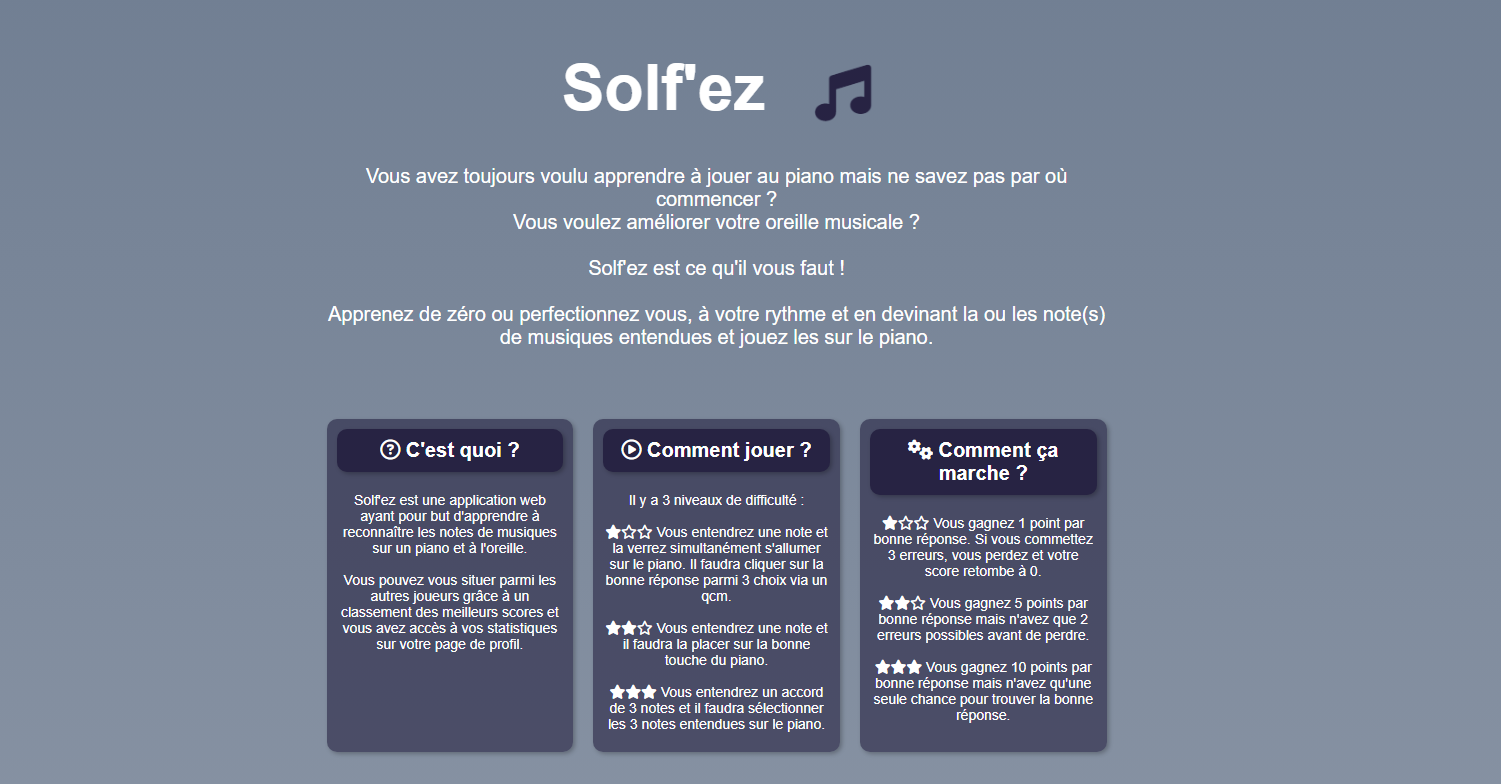 Solf'ez
Vous avez toujours voulu apprendre à jouer au piano mais ne savez pas par où
commencer ?
Vous voulez améliorer votre oreille musicale ?
Solf'ez est ce qu'il vous faut !
Apprenez de zéro ou perfectionnez vous, à votre rythme et en devinant la ou les note(s)
de musiques entendues et jouez les sur le piano.
C'est quoi ?
Solf'ez est une application web
ayant pour but d'apprendre à
reconnaître les notes de musiques
sur un piano et à l'oreille.
Vous pouvez vous situer parmi les
autres joueurs grâce à un
classement des meilleurs scores et
vous avez accès à vos statistiques
sur votre page de profil.
Comment jouer ?
Il y a 3 niveaux de difficulté :
Vous entendrez une note et
la verrez simultanément s'allumer
sur le piano. Il faudra cliquer sur la
bonne réponse parmi 3 choix via un
qcm.
Vous entendrez une note et
il faudra la placer sur la bonne
touche du piano.
Vous entendrez un accord
de 3 notes et il faudra sélectionner
les 3 notes entendues sur le piano.
Comment ça
marche ?
Vous gagnez 1 point par
bonne réponse. Si vous commettez
3 erreurs, vous perdez et votre
score retombe à 0.
Vous gagnez 5 points par
bonne réponse mais n'avez que 2
erreurs possibles avant de perdre.
Vous gagnez 10 points par
bonne réponse mais n'avez qu'une
seule chance pour trouver la bonne
réponse.